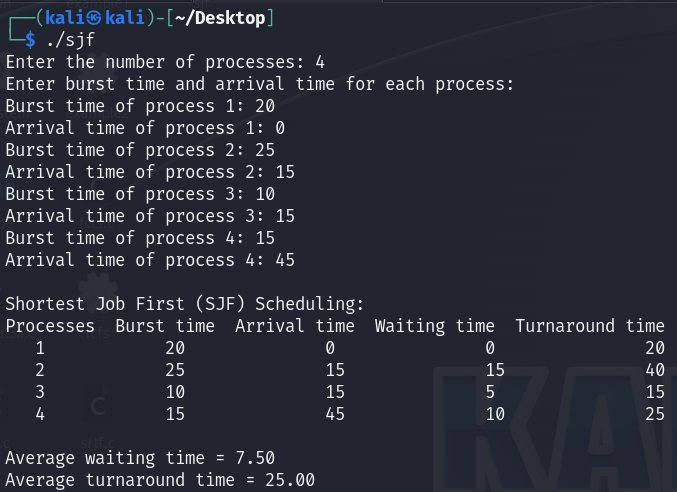 (kali㉿kali)-[~/Desktop]
$ ./sjf
Enter the number of processes: 4
Enter burst time and arrival time for each process:
Burst time of process 1: 20
Arrival time of process 1: 0
Burst time of process 2: 25
Arrival time of process 2: 15
Burst time of process 3: 10
Arrival time of process 3: 15
Burst time of process 4: 15
Arrival time of process 4: 45
Shortest Job First (SJF) Scheduling:
Processes Burst time Arrival time Waiting time Turnaround time
1 20 0 0 20
2 25 15 15 40
3 10 15 5 15
4 15 45 10 25
Average waiting time = 7.50
Average turnaround time = 25.00